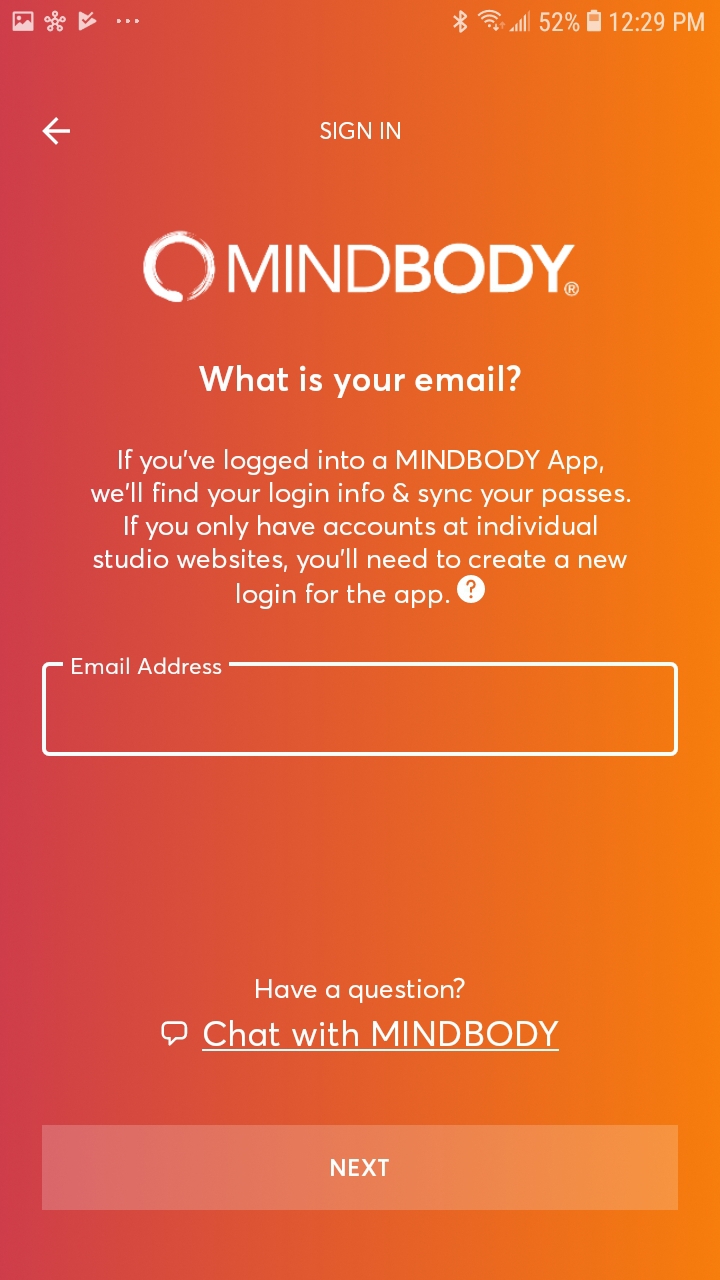 52% 12:29 PM
SIGN IN
MINDBODY®
What is your email?
If you've logged into a MINDBODY App,
we'll find your login info & sync your passes.
If you only have accounts at individual
studio websites, you'll need to create a new
login for the app. ?
Email Address
Have a question?
Chat with MINDBODY
NEXT